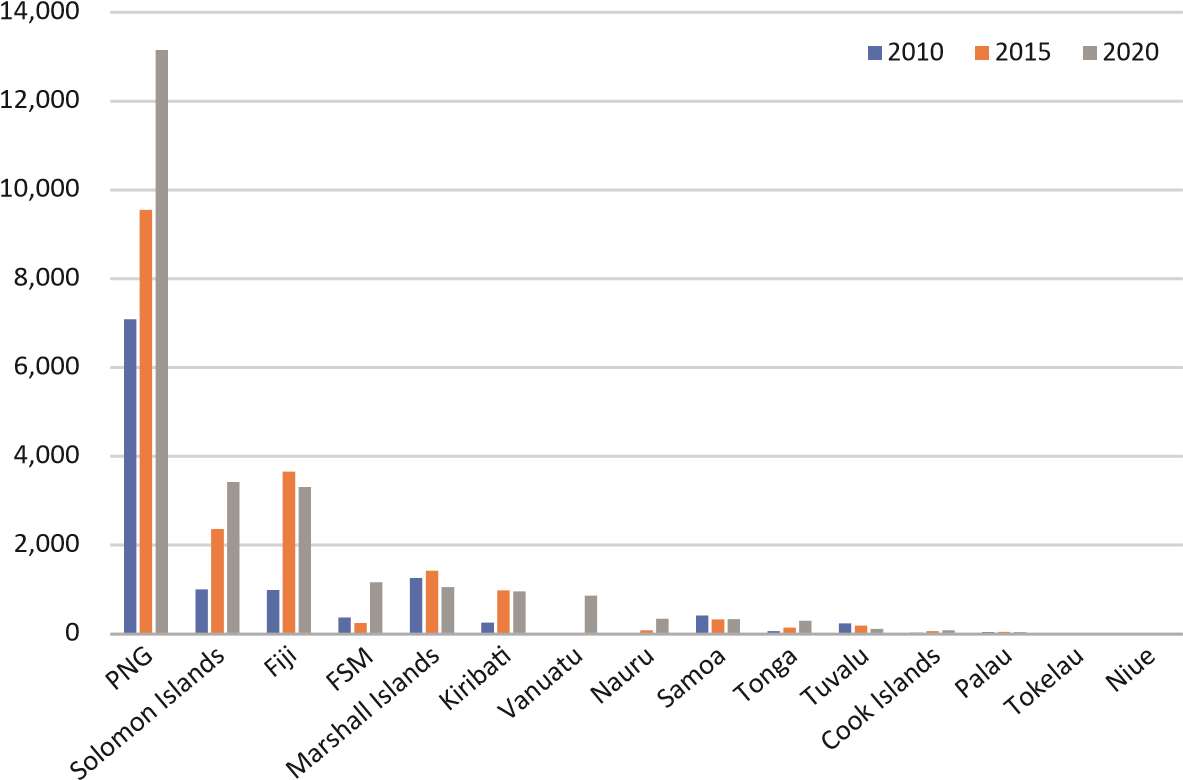 14,000
2010 2015 2020
12,000
10,000
8,000
6,000
4,000
2,000
0
PNG
Solomon Islands
Fiji
FSM
Marshall Islands
Kiribati
Vanuatu
Nauru
Samoa
Tonga
Tuvalu
Cook Islands
Palau
Tokelau
Niue